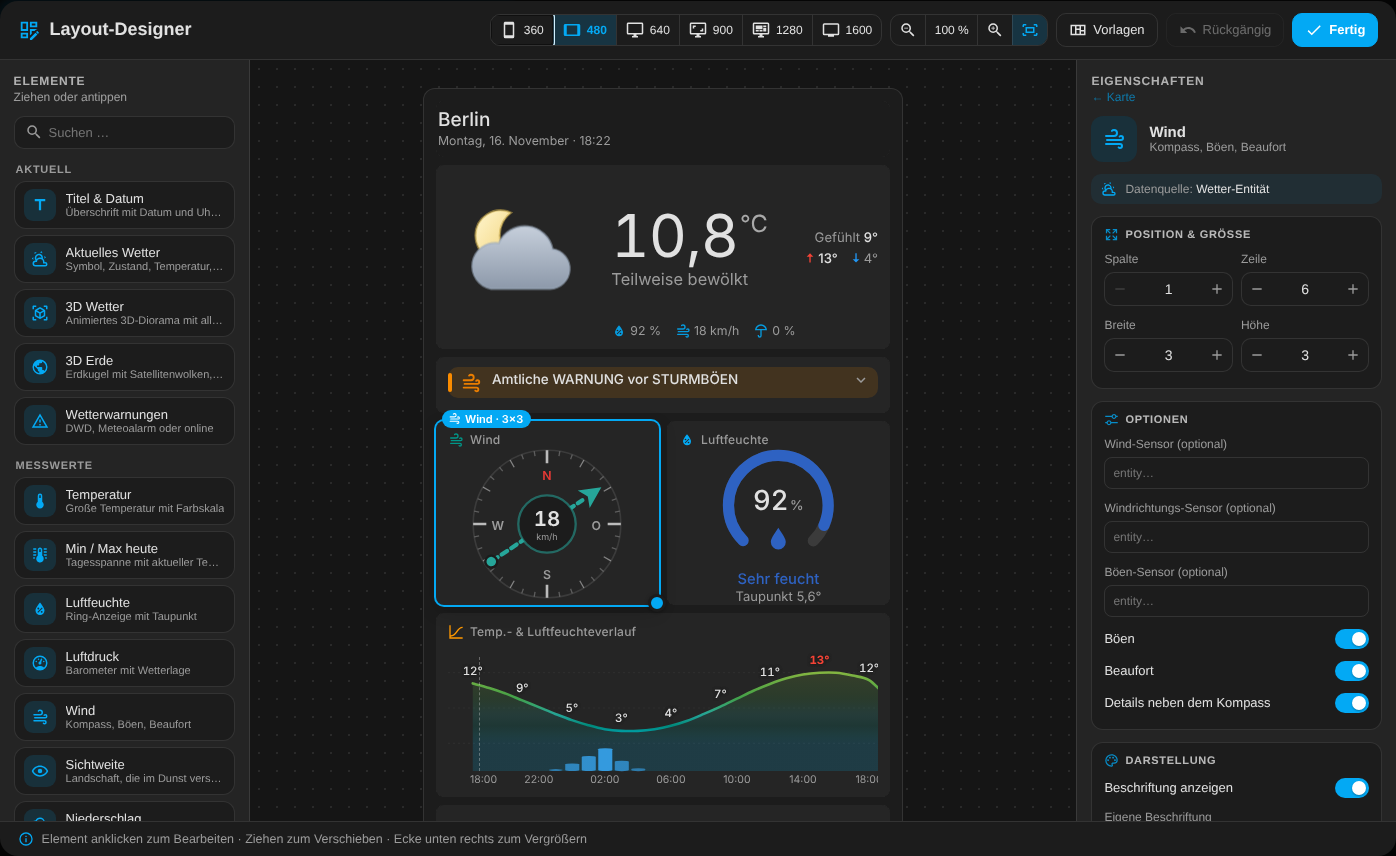 Layout-Designer
360
480
640
900
1280
1600
100 %
Vorlagen
Rückgängig
Fertig
ELEMENTE
Ziehen oder antippen
Suchen ...
AKTUELL
Titel & Datum
Überschrift mit Datum und Uh...
Aktuelles Wetter
Symbol, Zustand, Temperatur,...
3D Wetter
Animiertes 3D-Diorama mit all...
3D Erde
Erdkugel mit Satellitenwolken,...
Wetterwarnungen
DWD, Meteoalarm oder online
MESSWERTE
Temperatur
Große Temperatur mit Farbskala
Min / Max heute
Tagesspanne mit aktueller Te...
Luftfeuchte
Ring-Anzeige mit Taupunkt
Luftdruck
Barometer mit Wetterlage
Wind
Kompass, Böen, Beaufort
Sichtweite
Landschaft, die im Dunst vers...
Niederschlag
Berlin
Montag, 16. November · 18:22
10,8 °C
Teilweise bewölkt
Gefühlt 9°
13° 4°
92 % 18 km/h 0 %
Amtliche WARNUNG vor STURMBÖEN
Wind · 3×3
Wind
N
W
18
km/h
O
S
Luftfeuchte
92 %
Sehr feucht
Taupunkt 5,6°
Temp.- & Luftfeuchteverlauf
12° 9° 5° 3° 4° 7° 11° 13° 12°
18:00 22:00 02:00 06:00 10:00 14:00 18:00
EIGENSCHAFTEN
← Karte
Wind
Kompass, Böen, Beaufort
Datenquelle: Wetter-Entität
POSITION & GRÖSSE
Spalte Zeile
− 1 + − 6 +
Breite Höhe
− 3 + − 3 +
OPTIONEN
Wind-Sensor (optional)
entity...
Windrichtungs-Sensor (optional)
entity...
Böen-Sensor (optional)
entity...
Böen
Beaufort
Details neben dem Kompass
DARSTELLUNG
Beschriftung anzeigen
Eigene Beschriftung
Element anklicken zum Bearbeiten · Ziehen zum Verschieben · Ecke unten rechts zum Vergrößern